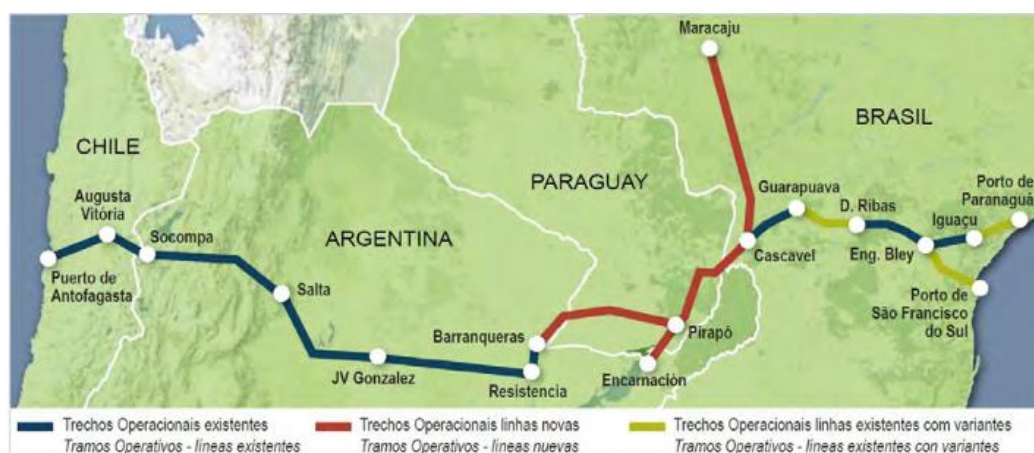 Maracaju
CHILE
BRASIL
PARAGUAY
Guarapuava
Porto de
Paranaguá
Augusta
Vitória
D. Ribas
Iguaçu
Socompa
ARGENTINA
Cascavel
Eng. Bley
Puerto de
Antofagasta
Salta
Porto de
São Francisco
do Sul
Barranqueras
Pirapó
JV Gonzalez
Resistencia
Encarnación
Trechos Operacionais existentes
Tramos Operativos - líneas existentes
Trechos Operacionais linhas novas
Tramos Operativos - líneas nuevas
Trechos Operacionais linhas existentes com variantes
Tramos Operativos - líneas existentes com variantes